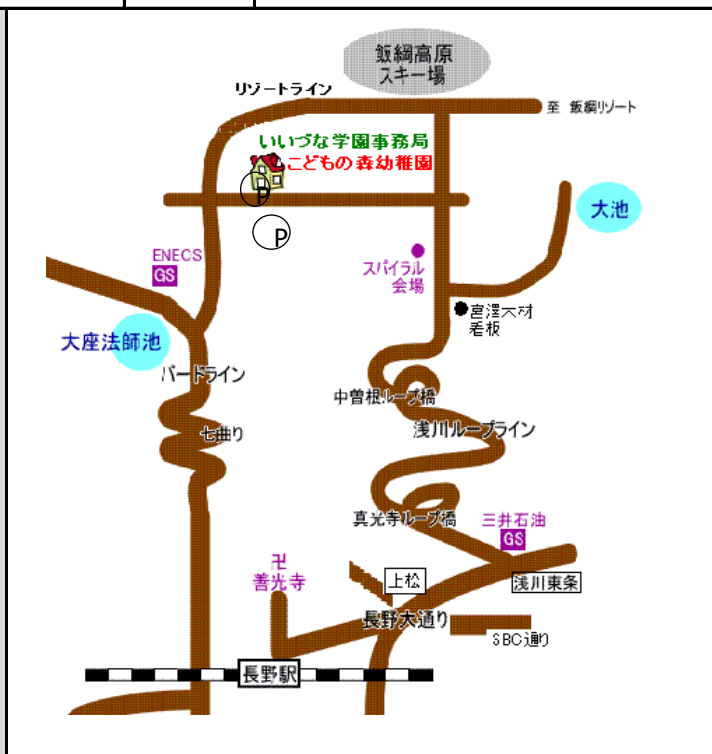 飯綱高原
スキー場
リゾートライン
至 飯綱リゾート
いいづな学園事務局
こどもの森幼稚園
P
P
大池
ENEOS
GS
スパイラル
会場
宮澤木材
看板
大座法師池
バードライン
中曽根ループ橋
浅川ループライン
七曲り
真光寺ループ橋
三井石油
GS
卍
善光寺
上松
浅川東条
長野大通り
SBC通り
長野駅